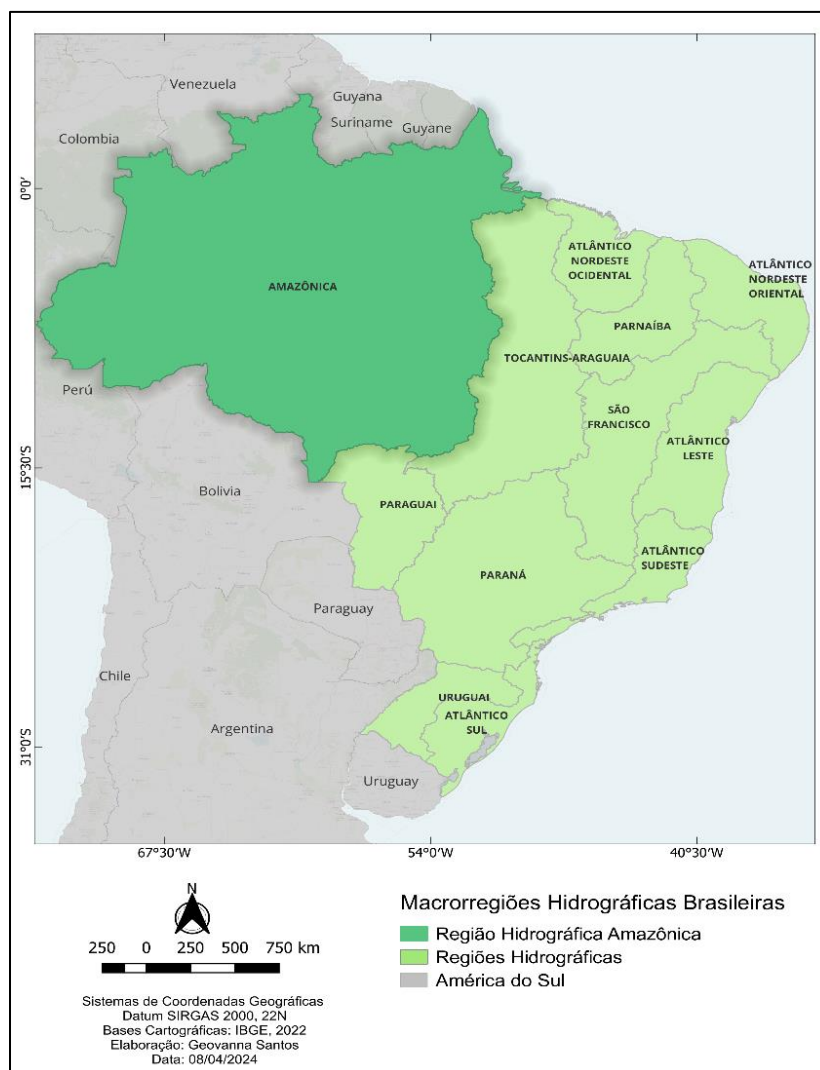 Venezuela
Guyana
Suriname
Guyane
Colombia
0°0'
ATLÂNTICO
NORDESTE
OCIDENTAL
ATLÂNTICO
NORDESTE
ORIENTAL
AMAZÔNICA
PARNAÍBA
TOCANTINS-ARAGUAIA
Perú
SÃO
FRANCISCO
ATLÂNTICO
LESTE
15°30'S
Bolivia
PARAGUAI
ATLÂNTICO
SUDESTE
PARANÁ
Paraguay
Chile
URUGUAI
ATLÂNTICO
SUL
Argentina
31°0'S
Uruguay
67°30'W
54°0'W
40°30'W
N
250 0 250 500 750 km
Sistemas de Coordenadas Geográficas
Datum SIRGAS 2000, 22N
Bases Cartográficas: IBGE, 2022
Elaboração: Geovanna Santos
Data: 08/04/2024
Macrorregiões Hidrográficas Brasileiras
Região Hidrográfica Amazônica
Regiões Hidrográficas
América do Sul